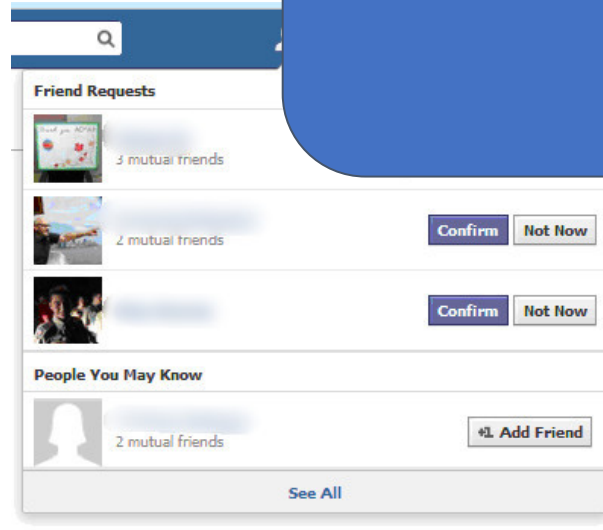 Friend Requests
3 mutual friends
2 mutual friends
Confirm Not Now
Confirm Not Now
People You May Know
2 mutual friends
+1 Add Friend
See All